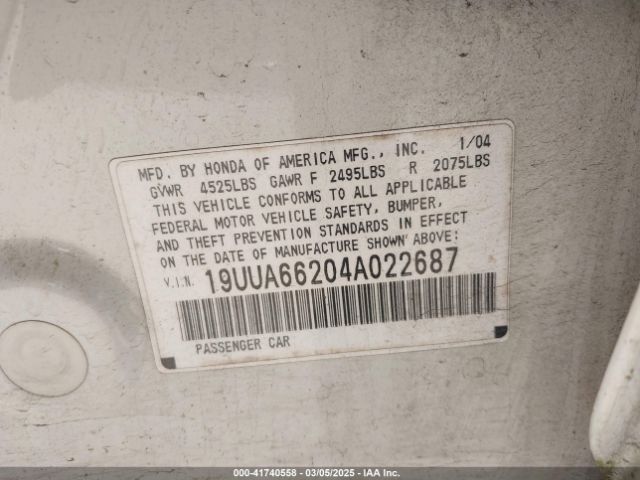 MFD. BY HONDA OF AMERICA MFG., INC. 1/04
GVWR 4525LBS GAWR F 2495LBS R 2075LBS
THIS VEHICLE CONFORMS TO ALL APPLICABLE
FEDERAL MOTOR VEHICLE SAFETY, BUMPER,
AND THEFT PREVENTION STANDARDS IN EFFECT
ON THE DATE OF MANUFACTURE SHOWN ABOVE:
V.I.N. 19UUA66204A022687
PASSENGER CAR
000-41740558 — 03/05/2025 — IAA Inc.